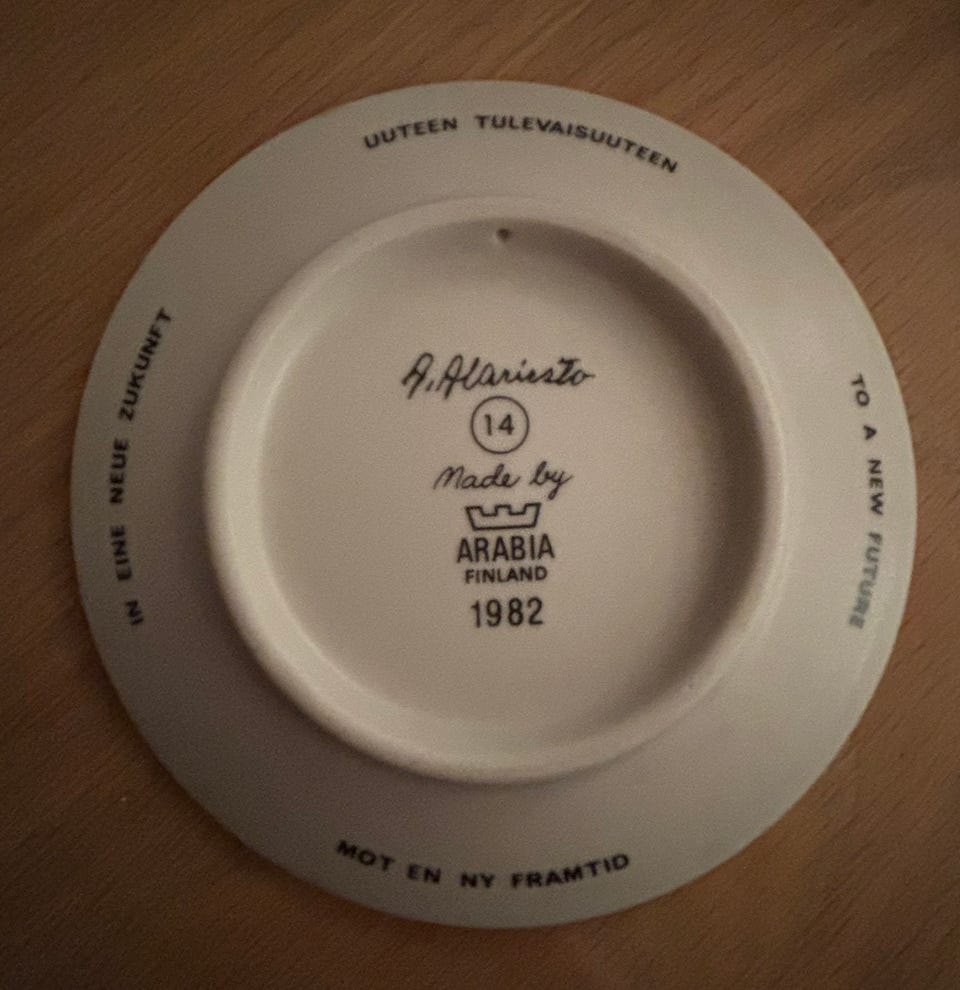 UUTEEN TULEVAISUUTEEN
TO A NEW FUTURE
MOT EN NY FRAMTID
IN EINE NEUE ZUKUNFT
A. Alariesto
14
Made by
ARABIA
FINLAND
1982